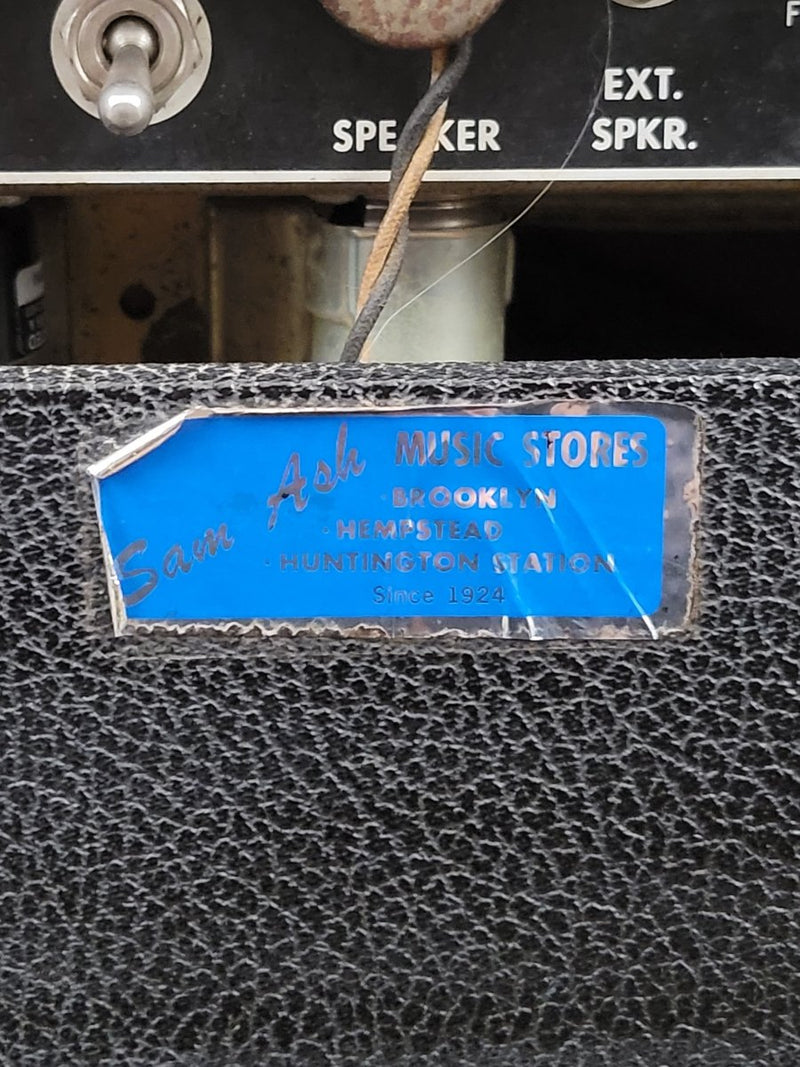 F
EXT.
SPEAKER SPKR.
Sam Ash MUSIC STORES
· BROOKLYN
· HEMPSTEAD
· HUNTINGTON STATION
Since 1924